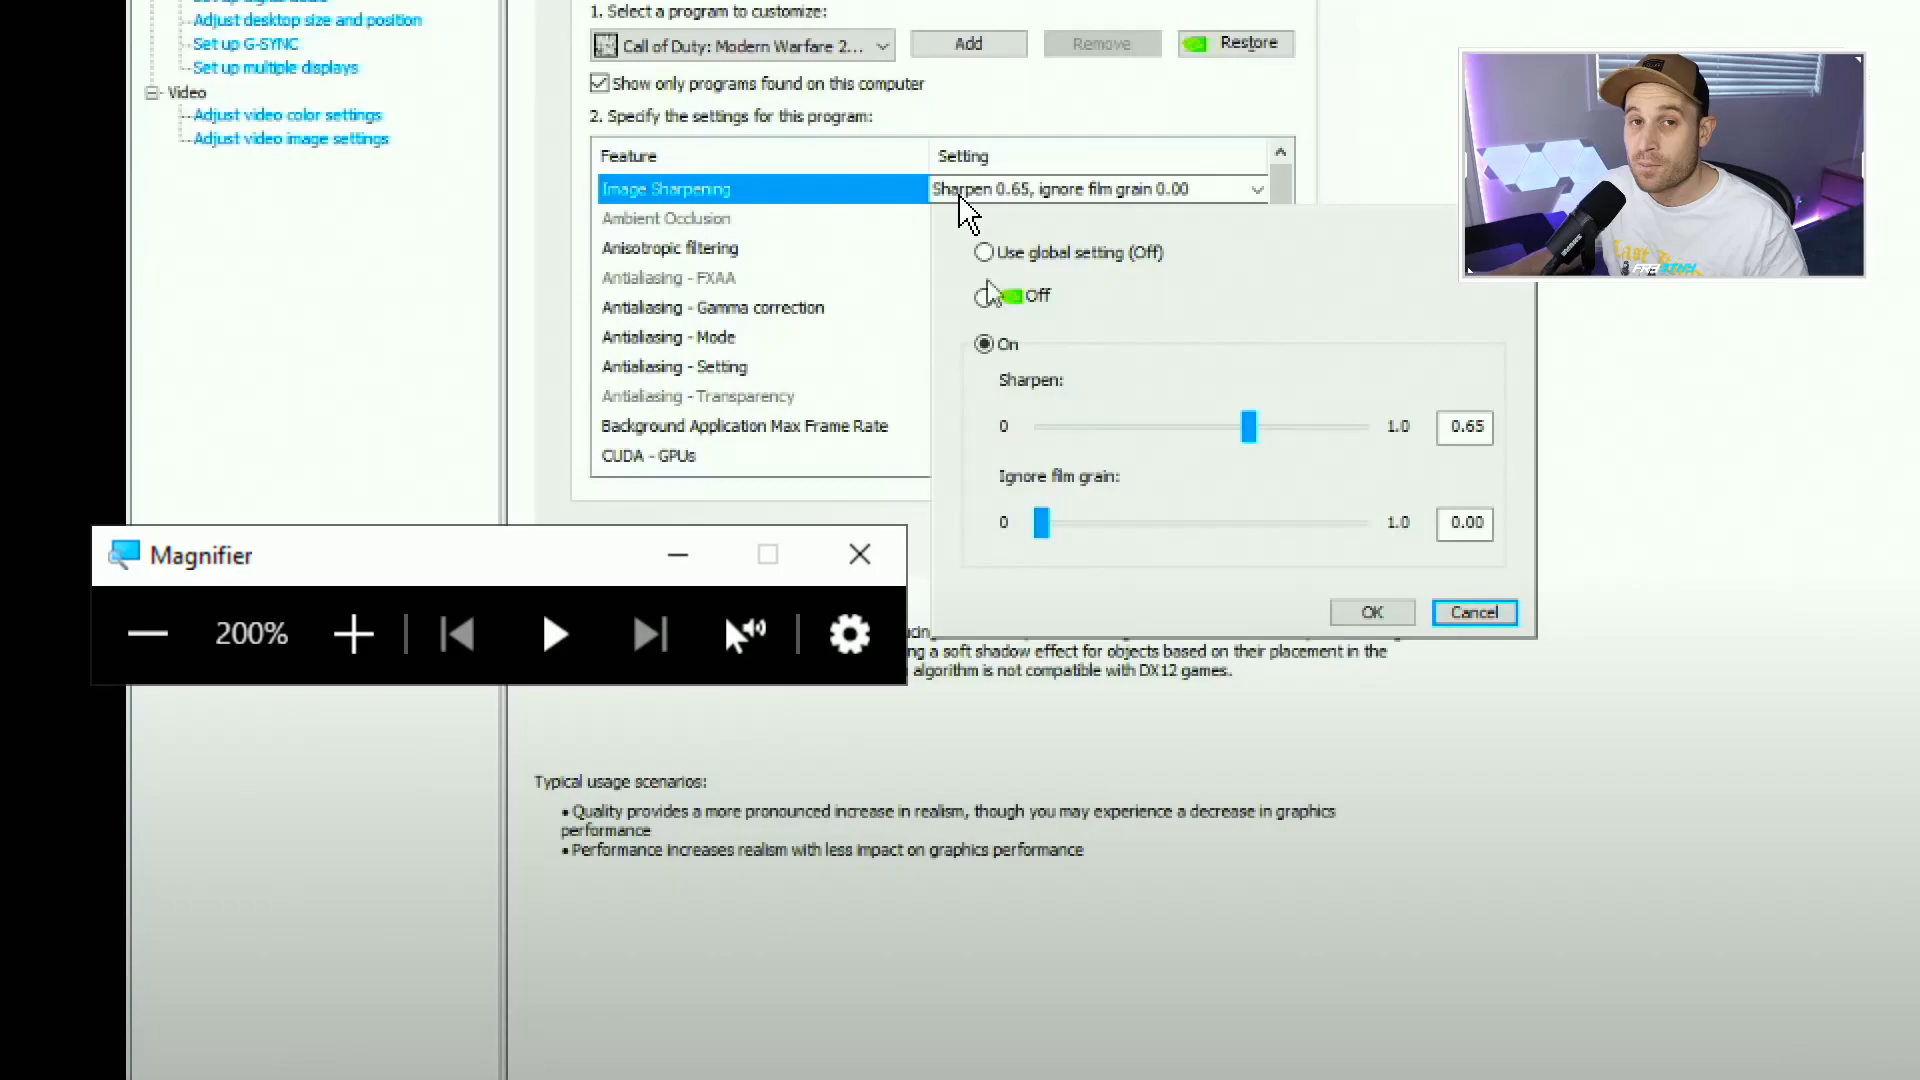 Adjust desktop size and position
Set up G-SYNC
Set up multiple displays
Video
Adjust video color settings
Adjust video image settings
1. Select a program to customize:
Call of Duty: Modern Warfare 2...
Add
Remove
Restore
Show only programs found on this computer
2. Specify the settings for this program:
Feature
Setting
Image Sharpening
Sharpen 0.65, ignore film grain 0.00
Ambient Occlusion
Anisotropic filtering
Antialiasing - FXAA
Antialiasing - Gamma correction
Antialiasing - Mode
Antialiasing - Setting
Antialiasing - Transparency
Background Application Max Frame Rate
CUDA - GPUs
Use global setting (Off)
Off
On
Sharpen:
0
1.0
0.65
Ignore film grain:
0
1.0
0.00
OK
Cancel
Magnifier
200%
ng a soft shadow effect for objects based on their placement in the
algorithm is not compatible with DX12 games.
Typical usage scenarios:
• Quality provides a more pronounced increase in realism, though you may experience a decrease in graphics
performance
• Performance increases realism with less impact on graphics performance